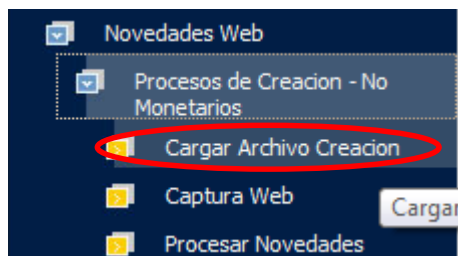 Novedades Web
Procesos de Creacion - No
Monetarios
Cargar Archivo Creacion
Captura Web
Cargar
Procesar Novedades